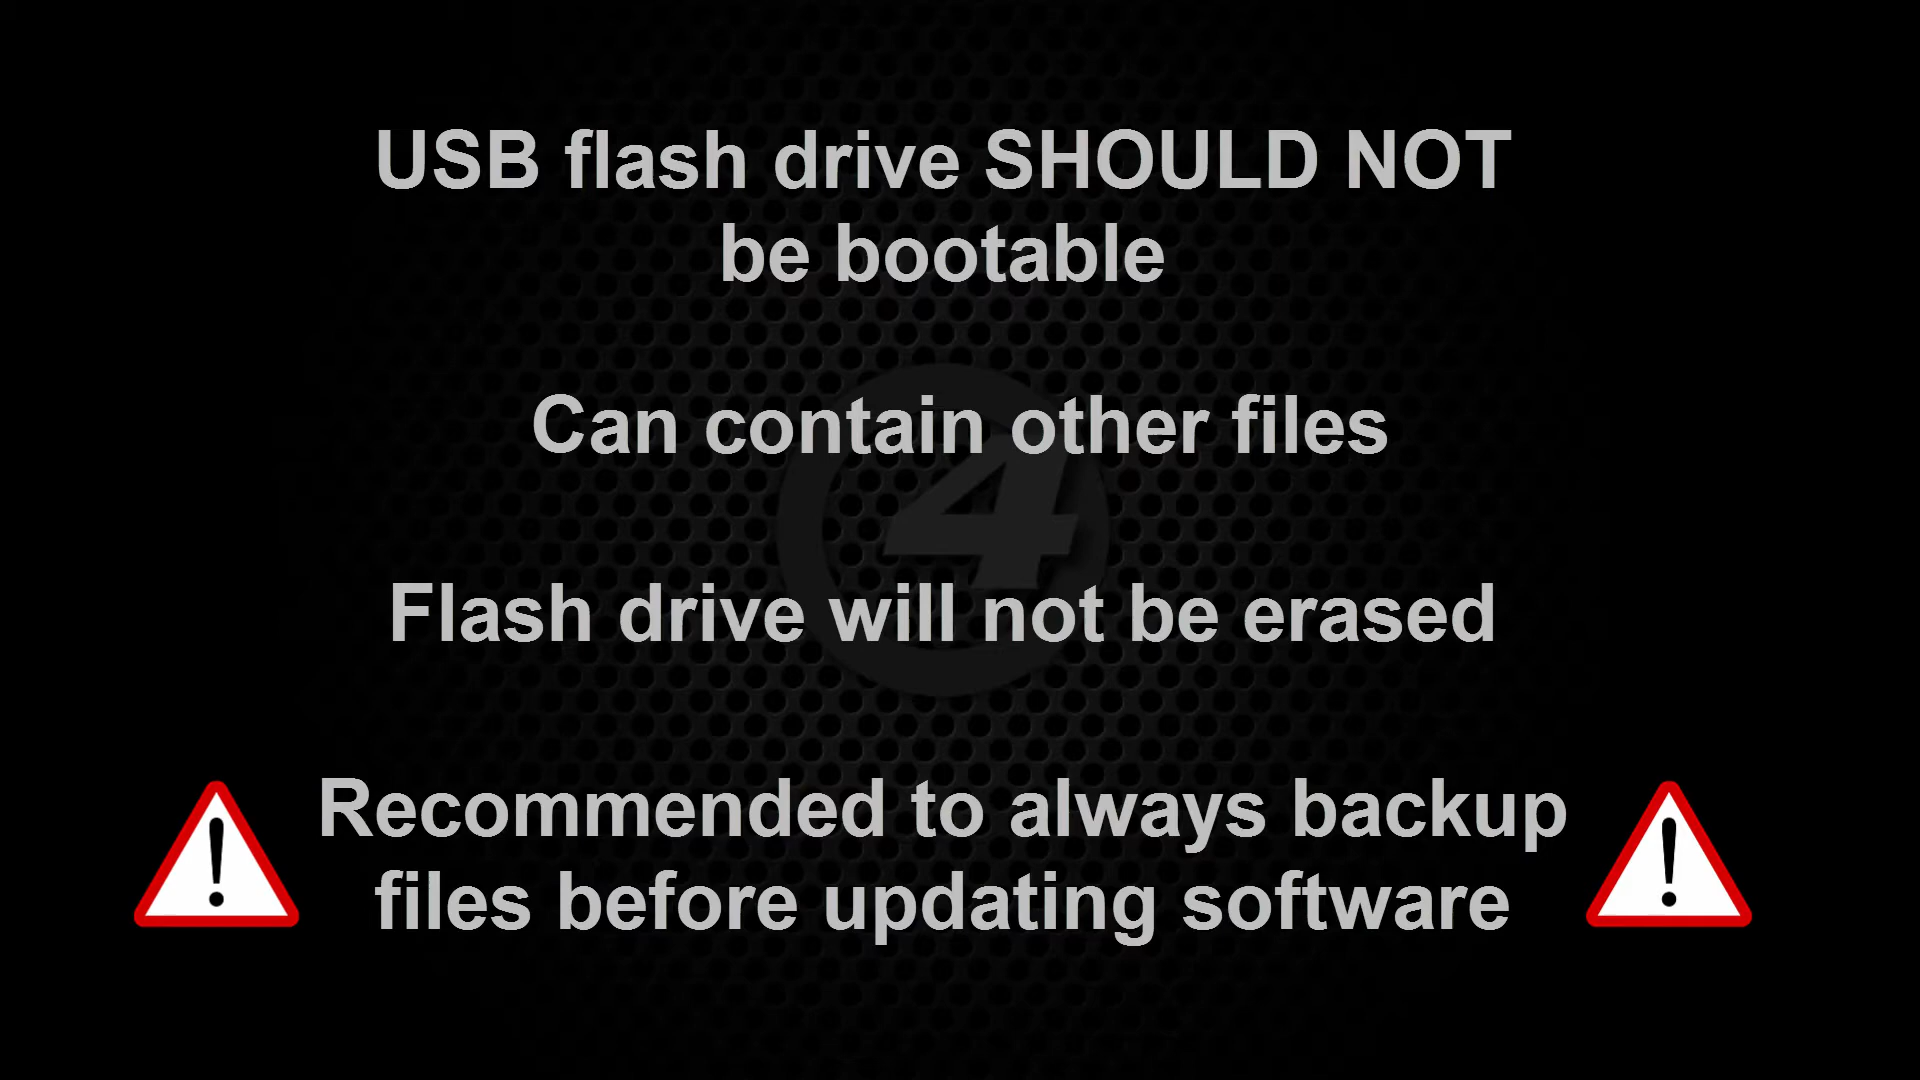 USB flash drive SHOULD NOT
be bootable
Can contain other files
4
Flash drive will not be erased
Recommended to always backup
files before updating software